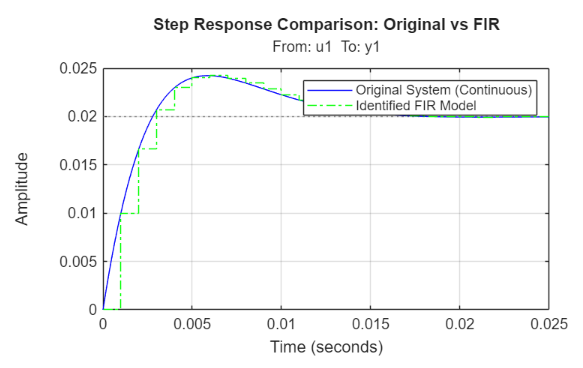 Step Response Comparison: Original vs FIR
From: u1 To: y1
0.025
Original System (Continuous)
Identified FIR Model
0.02
0.015
0.01
0.005
0
Amplitude
0 0.005 0.01 0.015 0.02 0.025
Time (seconds)